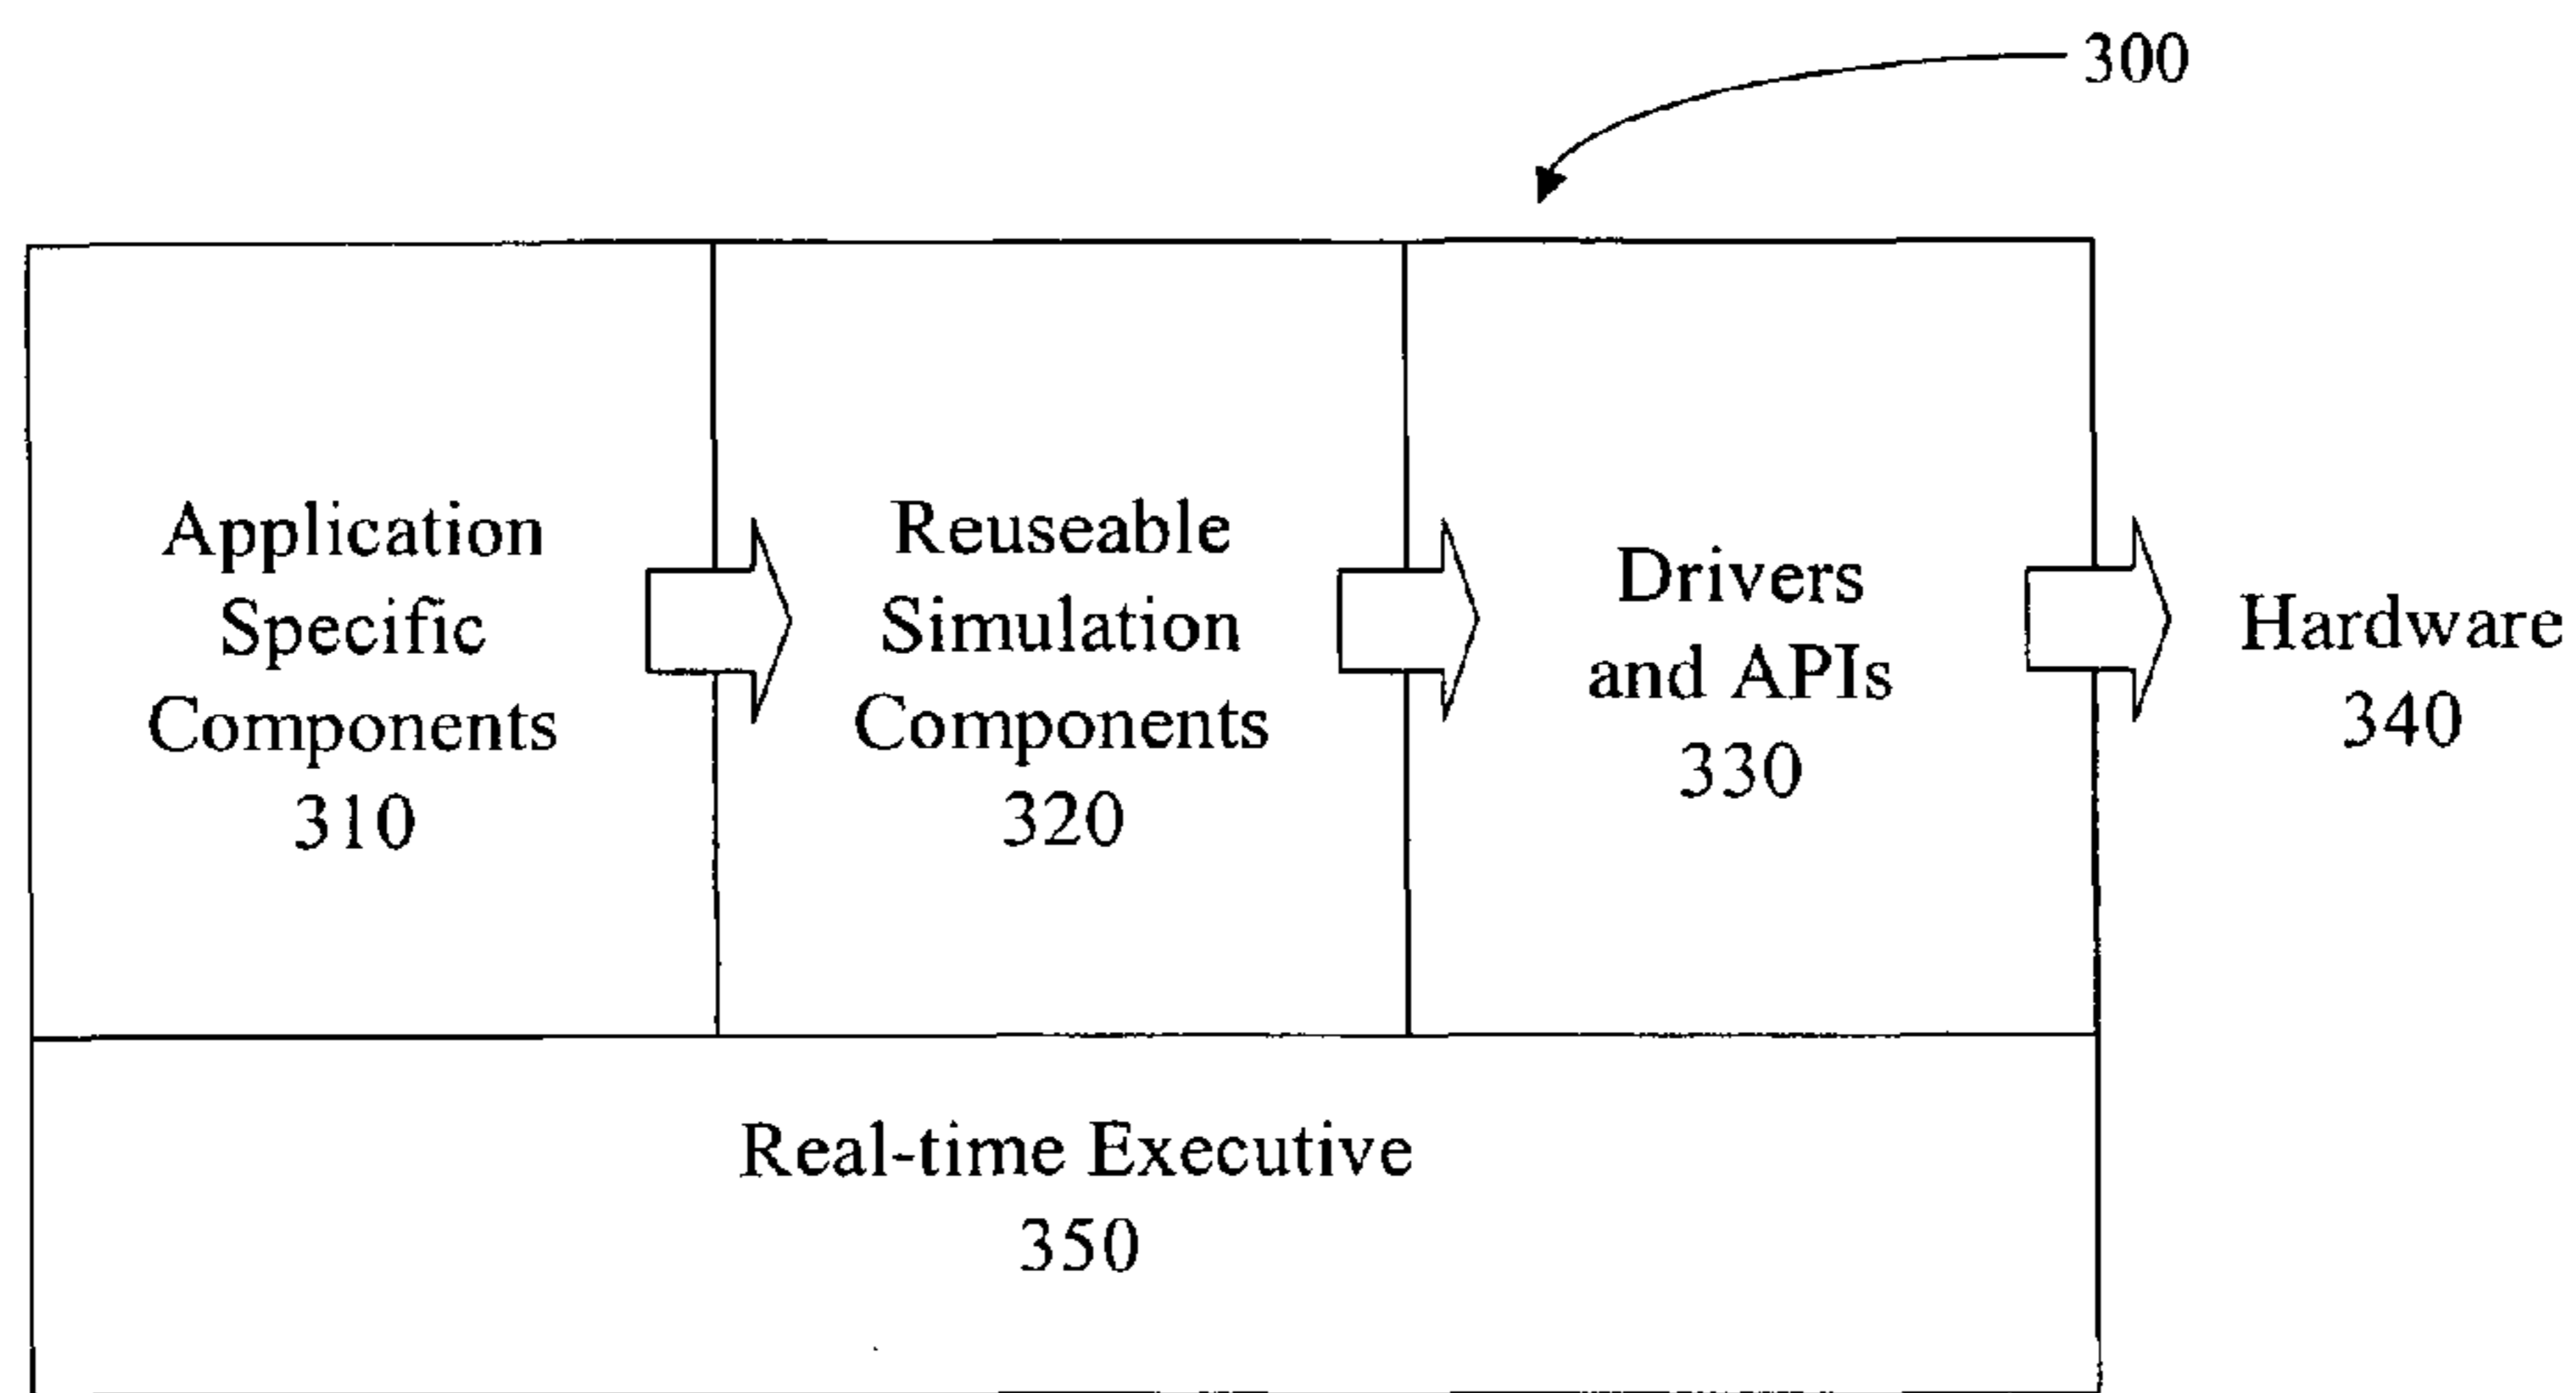 300
Application
Specific
Components
310
Reuseable
Simulation
Components
320
Drivers
and APIs
330
Hardware
340
Real-time Executive
350